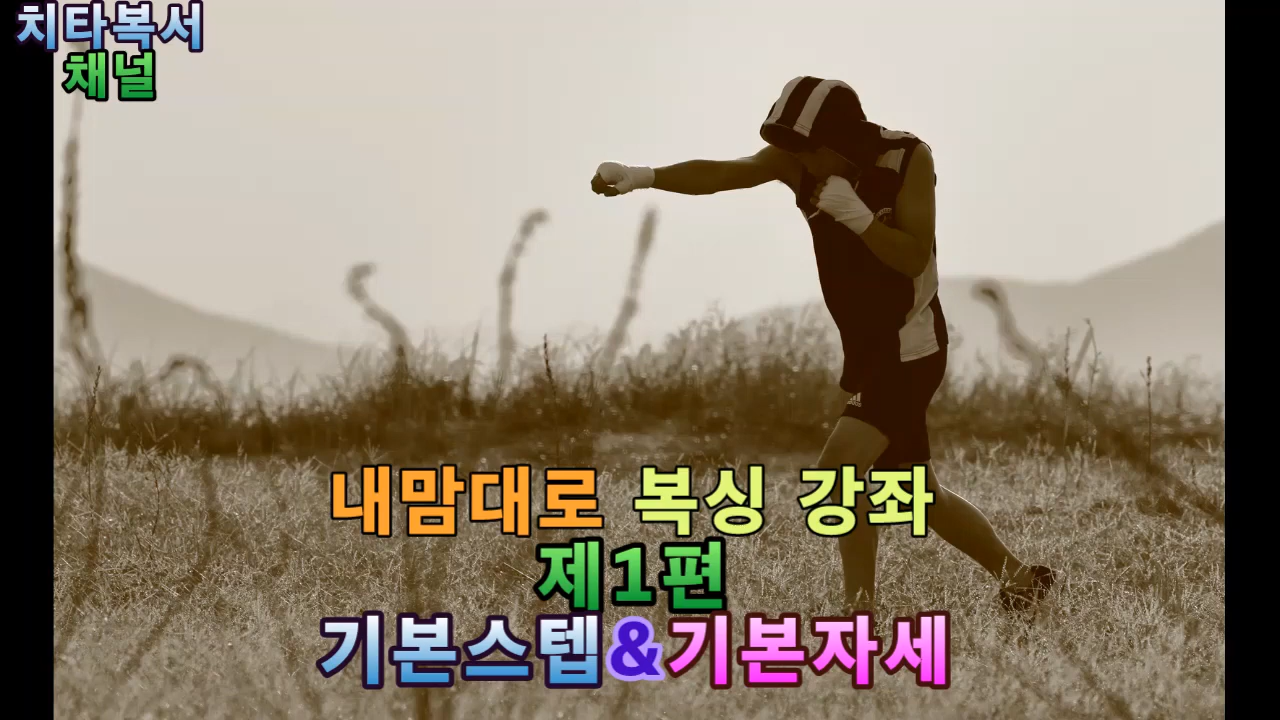 치타복서
채널
내맘대로 복싱 강좌
제1편
기본스텝&기본자세
adidas